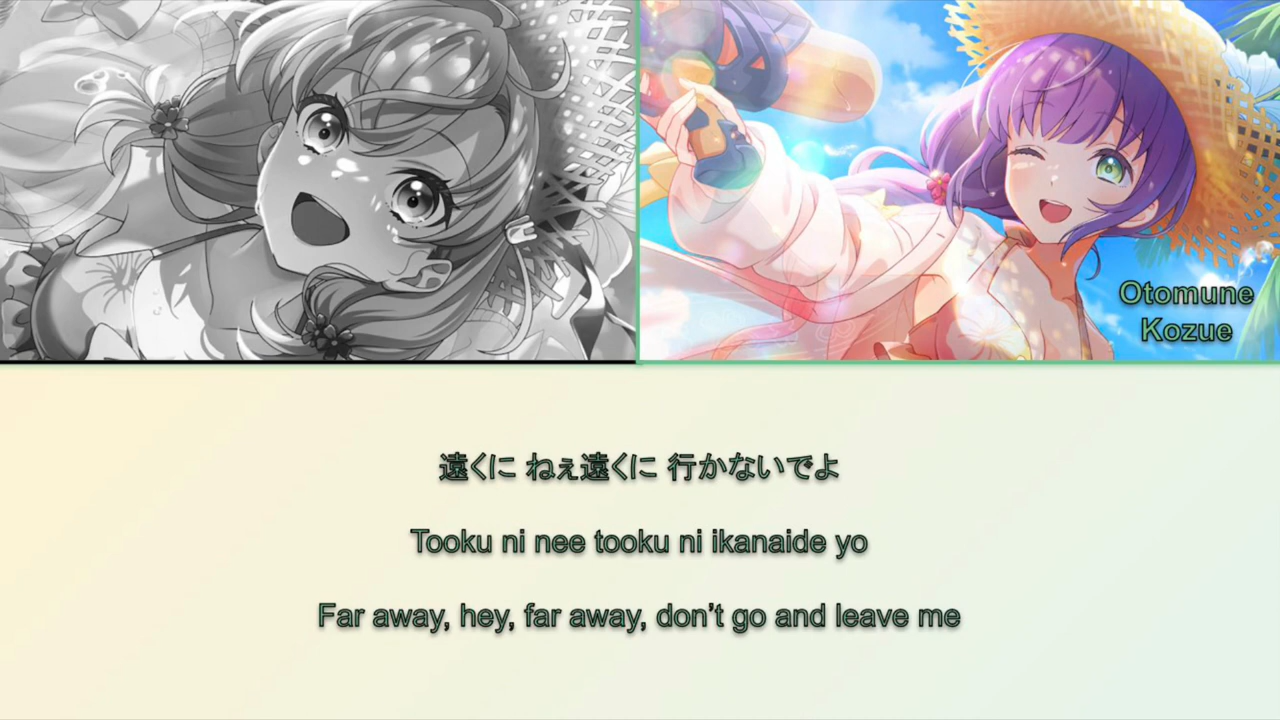 Otomune
Kozue
遠くに ねぇ遠くに 行かないでよ
Tooku ni nee tooku ni ikanaide yo
Far away, hey, far away, don’t go and leave me